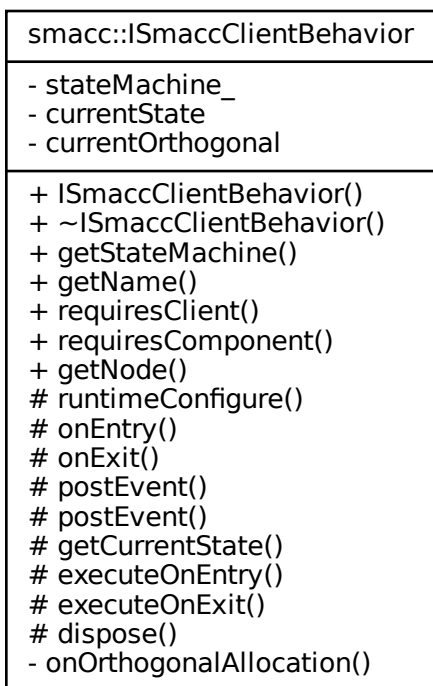 smacc::ISmaccClientBehavior
- stateMachine_
- currentState
- currentOrthogonal
+ ISmaccClientBehavior()
+ ~ISmaccClientBehavior()
+ getStateMachine()
+ getName()
+ requiresClient()
+ requiresComponent()
+ getNode()
# runtimeConfigure()
# onEntry()
# onExit()
# postEvent()
# postEvent()
# getCurrentState()
# executeOnEntry()
# executeOnExit()
# dispose()
- onOrthogonalAllocation()